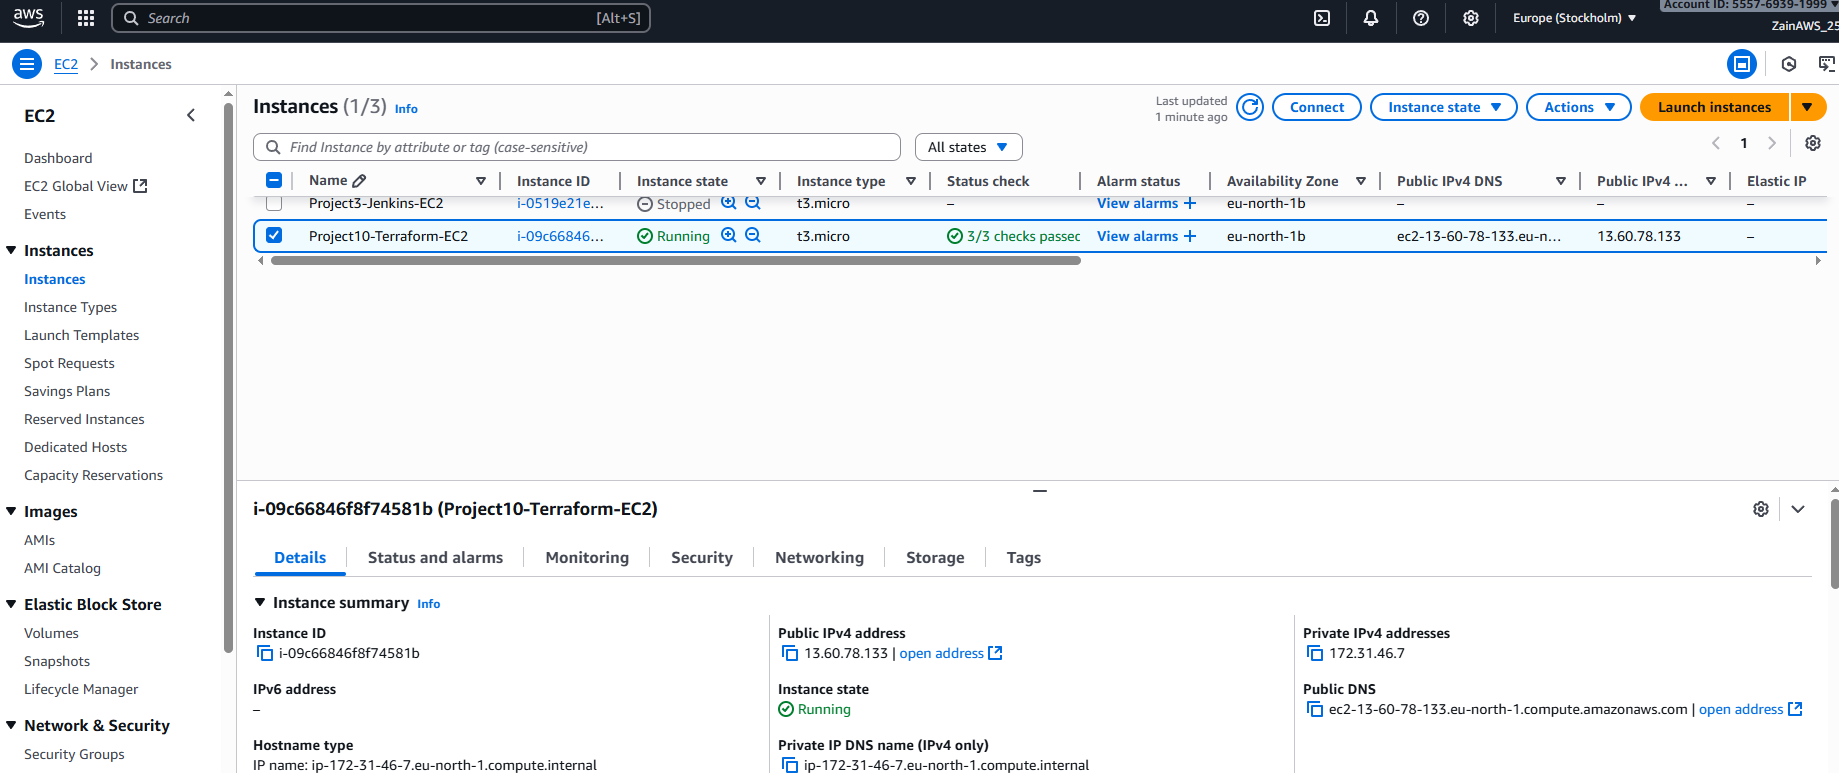 aws
Search [Alt+S]
Europe (Stockholm)
Account ID: 5557-6939-1999
ZainAWS_25
EC2 Instances
EC2
Dashboard
EC2 Global View
Events
Instances
Instances
Instance Types
Launch Templates
Spot Requests
Savings Plans
Reserved Instances
Dedicated Hosts
Capacity Reservations
Images
AMIs
AMI Catalog
Elastic Block Store
Volumes
Snapshots
Lifecycle Manager
Network & Security
Security Groups
Instances (1/3) Info
Last updated
1 minute ago
Connect Instance state Actions Launch instances
Find Instance by attribute or tag (case-sensitive)
All states
1
Name Instance ID Instance state Instance type Status check Alarm status Availability Zone Public IPv4 DNS Public IPv4 ... Elastic IP
Project3-Jenkins-EC2 i-0519e21e... Stopped t3.micro – View alarms + eu-north-1b – – –
Project10-Terraform-EC2 i-09c66846... Running t3.micro 3/3 checks passed View alarms + eu-north-1b ec2-13-60-78-133.eu-n... 13.60.78.133 –
i-09c66846f8f74581b (Project10-Terraform-EC2)
Details Status and alarms Monitoring Security Networking Storage Tags
Instance summary Info
Instance ID
i-09c66846f8f74581b
Public IPv4 address
13.60.78.133 | open address
Private IPv4 addresses
172.31.46.7
IPv6 address
–
Instance state
Running
Public DNS
ec2-13-60-78-133.eu-north-1.compute.amazonaws.com | open address
Hostname type
IP name: ip-172-31-46-7.eu-north-1.compute.internal
Private IP DNS name (IPv4 only)
ip-172-31-46-7.eu-north-1.compute.internal